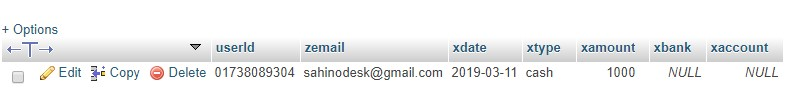 + Options
←T→ userId zemail xdate xtype xamount xbank xaccount
Edit Copy Delete 01738089304 sahinodesk@gmail.com 2019-03-11 cash 1000 NULL NULL